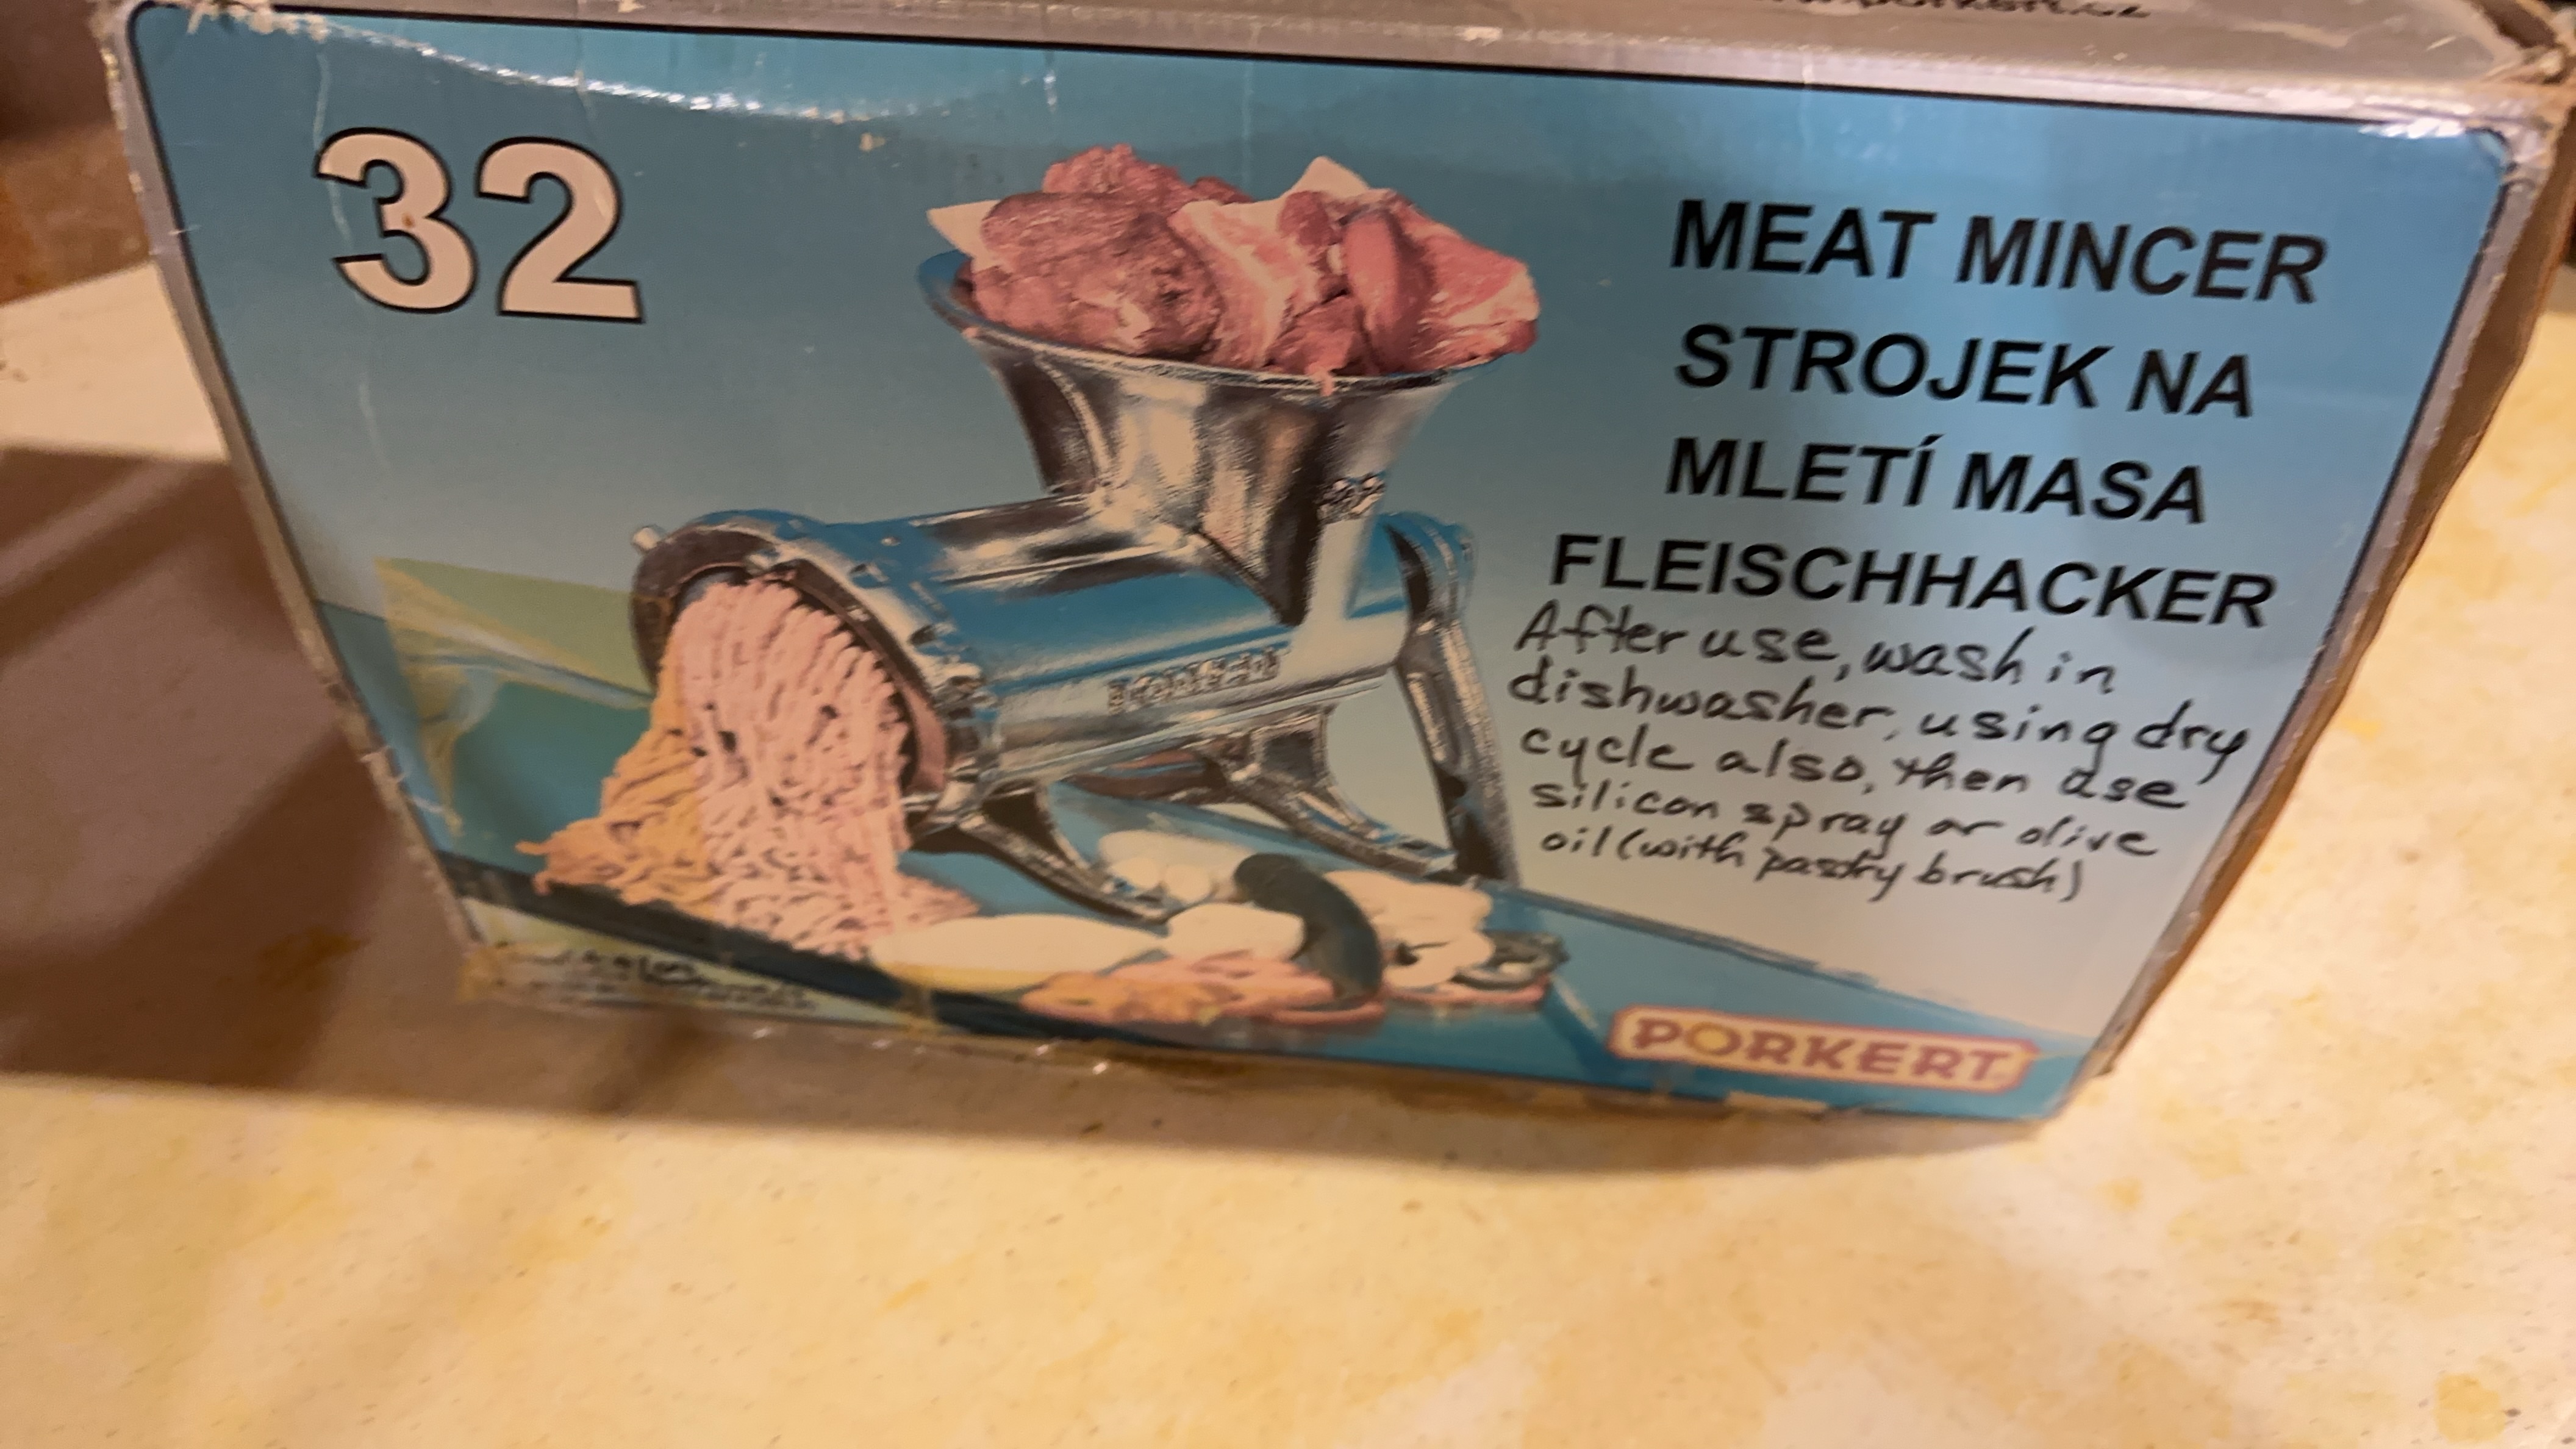 32
MEAT MINCER
STROJEK NA
MLETÍ MASA
FLEISCHHACKER
After use, wash in
dishwasher, using dry
cycle also, then use
silicon spray or olive
oil (with pastry brush)
PORKERT